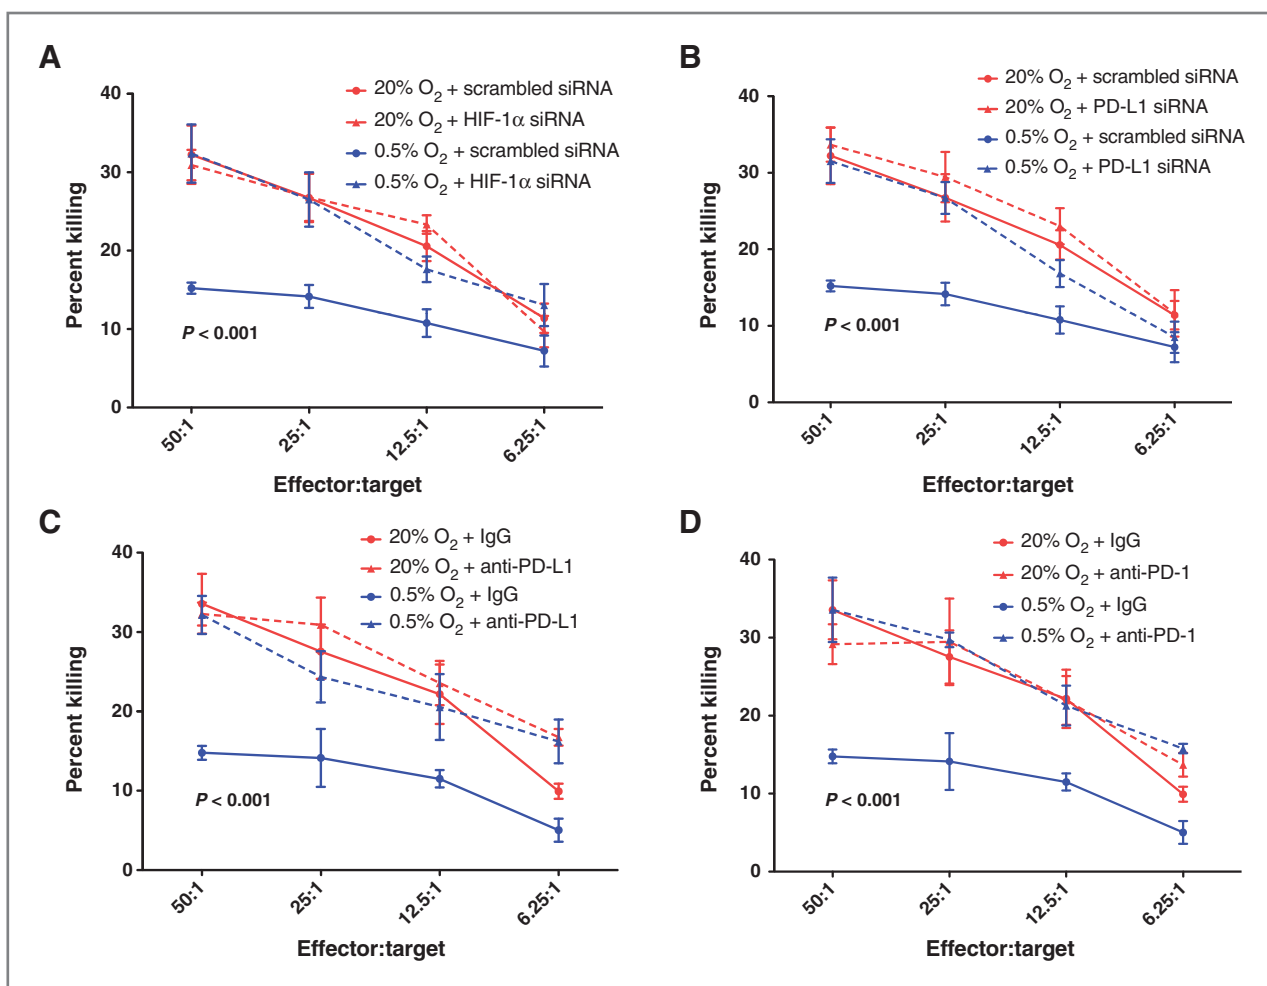 A
20% O2 + scrambled siRNA
20% O2 + HIF-1α siRNA
0.5% O2 + scrambled siRNA
0.5% O2 + HIF-1α siRNA
Percent killing
40
30
20
10
0
P < 0.001
50:1
25:1
12.5:1
6.25:1
Effector:target
B
20% O2 + scrambled siRNA
20% O2 + PD-L1 siRNA
0.5% O2 + scrambled siRNA
0.5% O2 + PD-L1 siRNA
Percent killing
40
30
20
10
0
P < 0.001
50:1
25:1
12.5:1
6.25:1
Effector:target
C
20% O2 + IgG
20% O2 + anti-PD-L1
0.5% O2 + IgG
0.5% O2 + anti-PD-L1
Percent killing
40
30
20
10
0
P < 0.001
50:1
25:1
12.5:1
6.25:1
Effector:target
D
20% O2 + IgG
20% O2 + anti-PD-1
0.5% O2 + IgG
0.5% O2 + anti-PD-1
Percent killing
40
30
20
10
0
P < 0.001
50:1
25:1
12.5:1
6.25:1
Effector:target